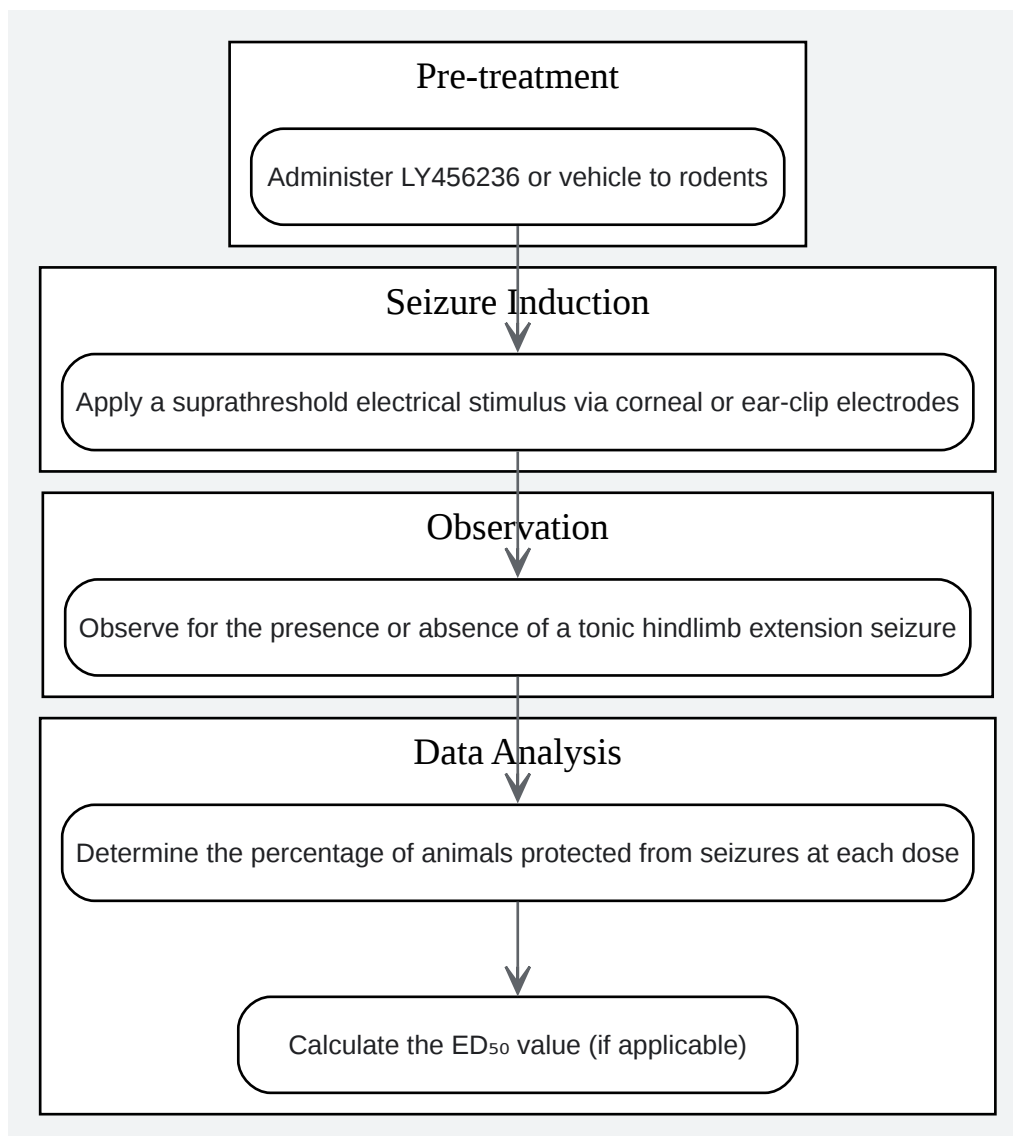 Pre-treatment
Administer LY456236 or vehicle to rodents
Seizure Induction
Apply a suprathreshold electrical stimulus via corneal or ear-clip electrodes
Observation
Observe for the presence or absence of a tonic hindlimb extension seizure
Data Analysis
Determine the percentage of animals protected from seizures at each dose
Calculate the ED₅₀ value (if applicable)